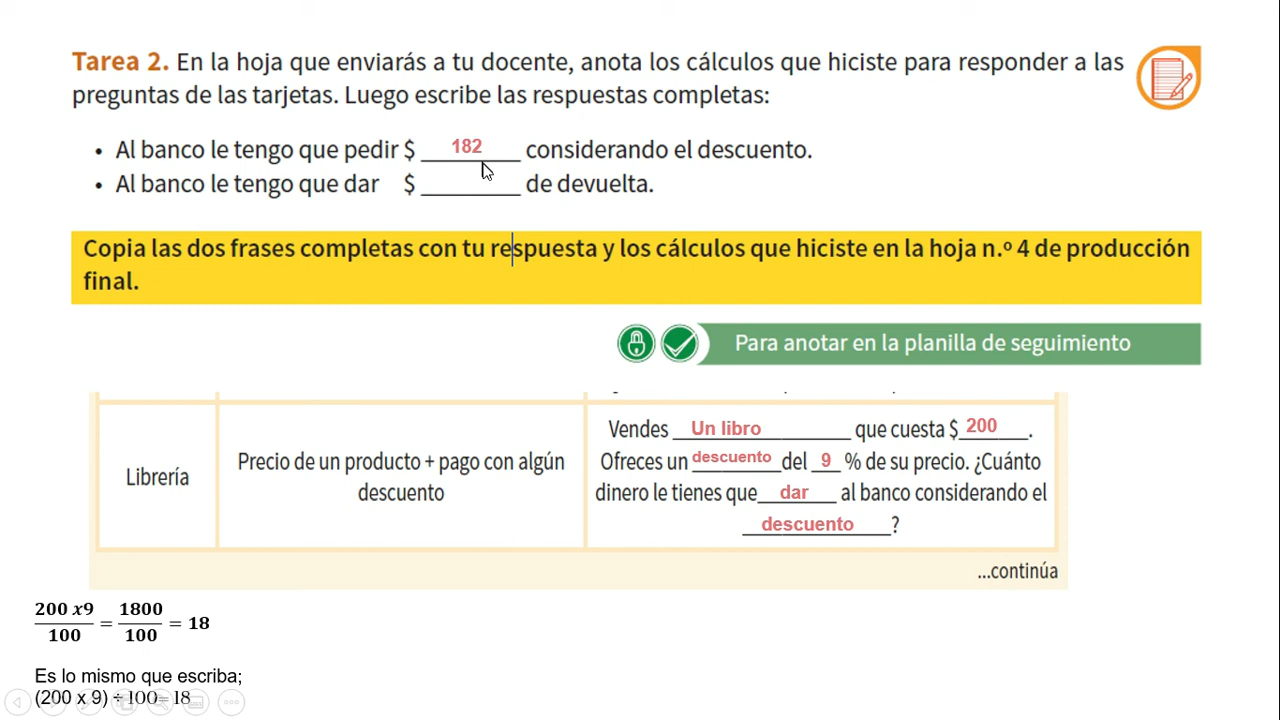 Tarea 2. En la hoja que enviarás a tu docente, anota los cálculos que hiciste para responder a las
preguntas de las tarjetas. Luego escribe las respuestas completas:
• Al banco le tengo que pedir $ 182 considerando el descuento.
• Al banco le tengo que dar $ ________ de devuelta.
Copia las dos frases completas con tu respuesta y los cálculos que hiciste en la hoja n.º 4 de producción
final.
Para anotar en la planilla de seguimiento
Librería
Precio de un producto + pago con algún
descuento
Vendes Un libro que cuesta $ 200.
Ofreces un descuento del 9 % de su precio. ¿Cuánto
dinero le tienes que dar al banco considerando el
descuento?
...continúa
200 x9 / 100 = 1800 / 100 = 18
Es lo mismo que escriba;
(200 x 9) ÷ 100= 18